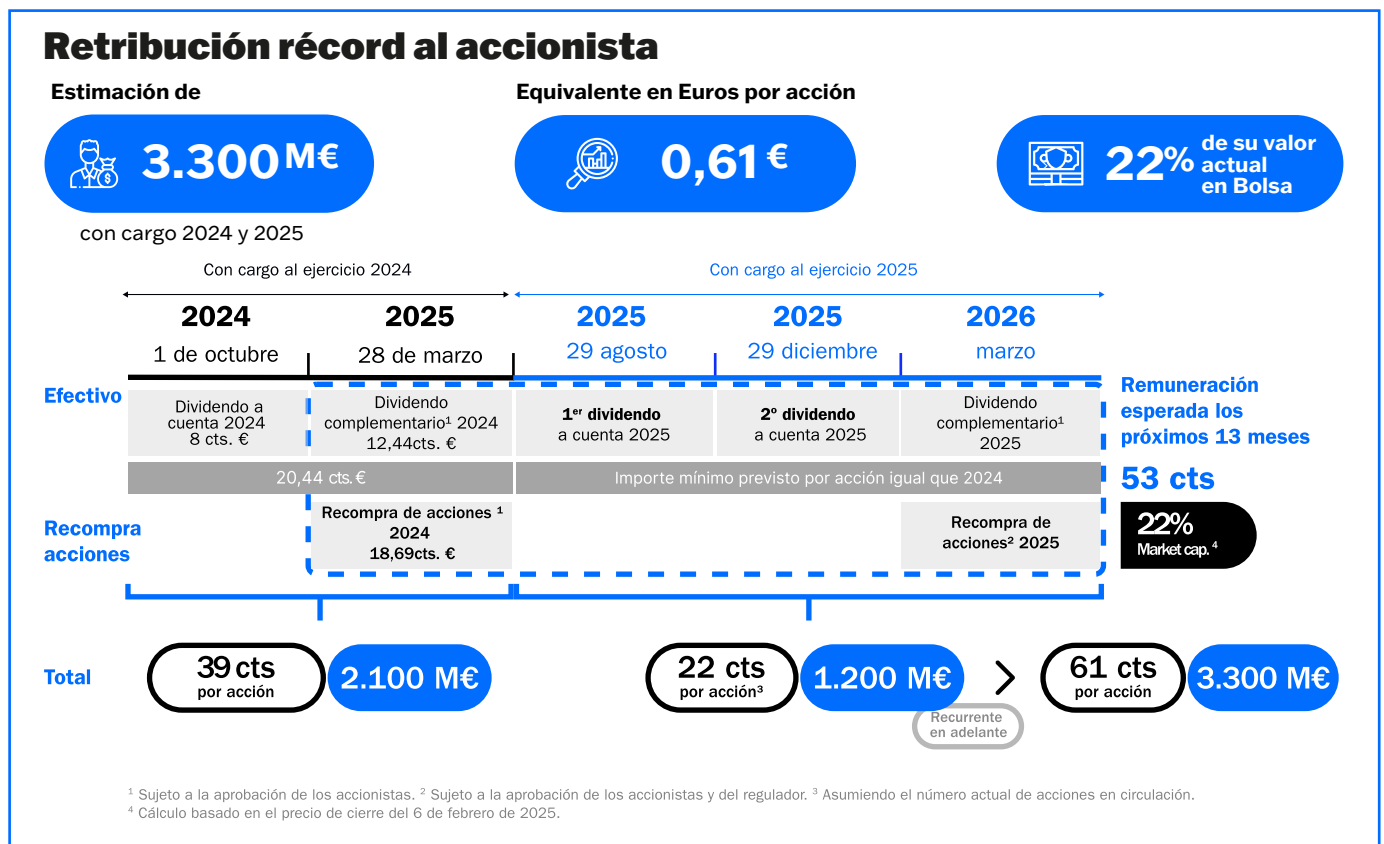 Retribución récord al accionista
Estimación de
3.300 M€
con cargo 2024 y 2025
Equivalente en Euros por acción
0,61 €
22% de su valor
actual
en Bolsa
Con cargo al ejercicio 2024
Con cargo al ejercicio 2025
2024
1 de octubre
2025
28 de marzo
2025
29 agosto
2025
29 diciembre
2026
marzo
Efectivo
Dividendo a
cuenta 2024
8 cts. €
Dividendo
complementario¹ 2024
12,44cts. €
1er dividendo
a cuenta 2025
2º dividendo
a cuenta 2025
Dividendo
complementario¹
2025
Remuneración
esperada los
próximos 13 meses
20,44 cts. €
Importe mínimo previsto por acción igual que 2024
53 cts
Recompra
acciones
Recompra de acciones ¹
2024
18,69cts. €
Recompra de
acciones² 2025
22%
Market cap. ⁴
Total
39 cts
por acción
2.100 M€
22 cts
por acción³
1.200 M€
Recurrente
en adelante
>
61 cts
por acción
3.300 M€
¹ Sujeto a la aprobación de los accionistas. ² Sujeto a la aprobación de los accionistas y del regulador. ³ Asumiendo el número actual de acciones en circulación.
⁴ Cálculo basado en el precio de cierre del 6 de febrero de 2025.